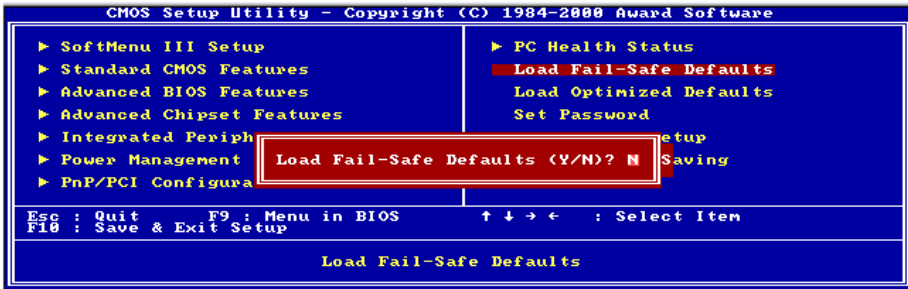 CMOS Setup Utility – Copyright (C) 1984-2000 Award Software
► SoftMenu III Setup
► Standard CMOS Features
► Advanced BIOS Features
► Advanced Chipset Features
► Integrated Periph
► Power Management
► PnP/PCI Configura
► PC Health Status
Load Fail-Safe Defaults
Load Optimized Defaults
Set Password
etup
Saving
Load Fail-Safe Defaults (Y/N)? N
Esc : Quit F9 : Menu in BIOS ↑ ↓ → ← : Select Item
F10 : Save & Exit Setup
Load Fail-Safe Defaults